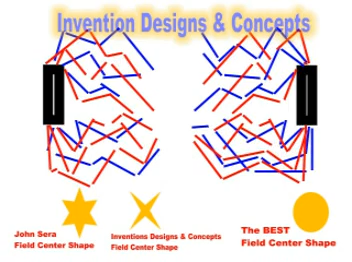 Invention Designs & Concepts
John Sera
Field Center Shape
Inventions Designs & Concepts
Field Center Shape
The BEST
Field Center Shape